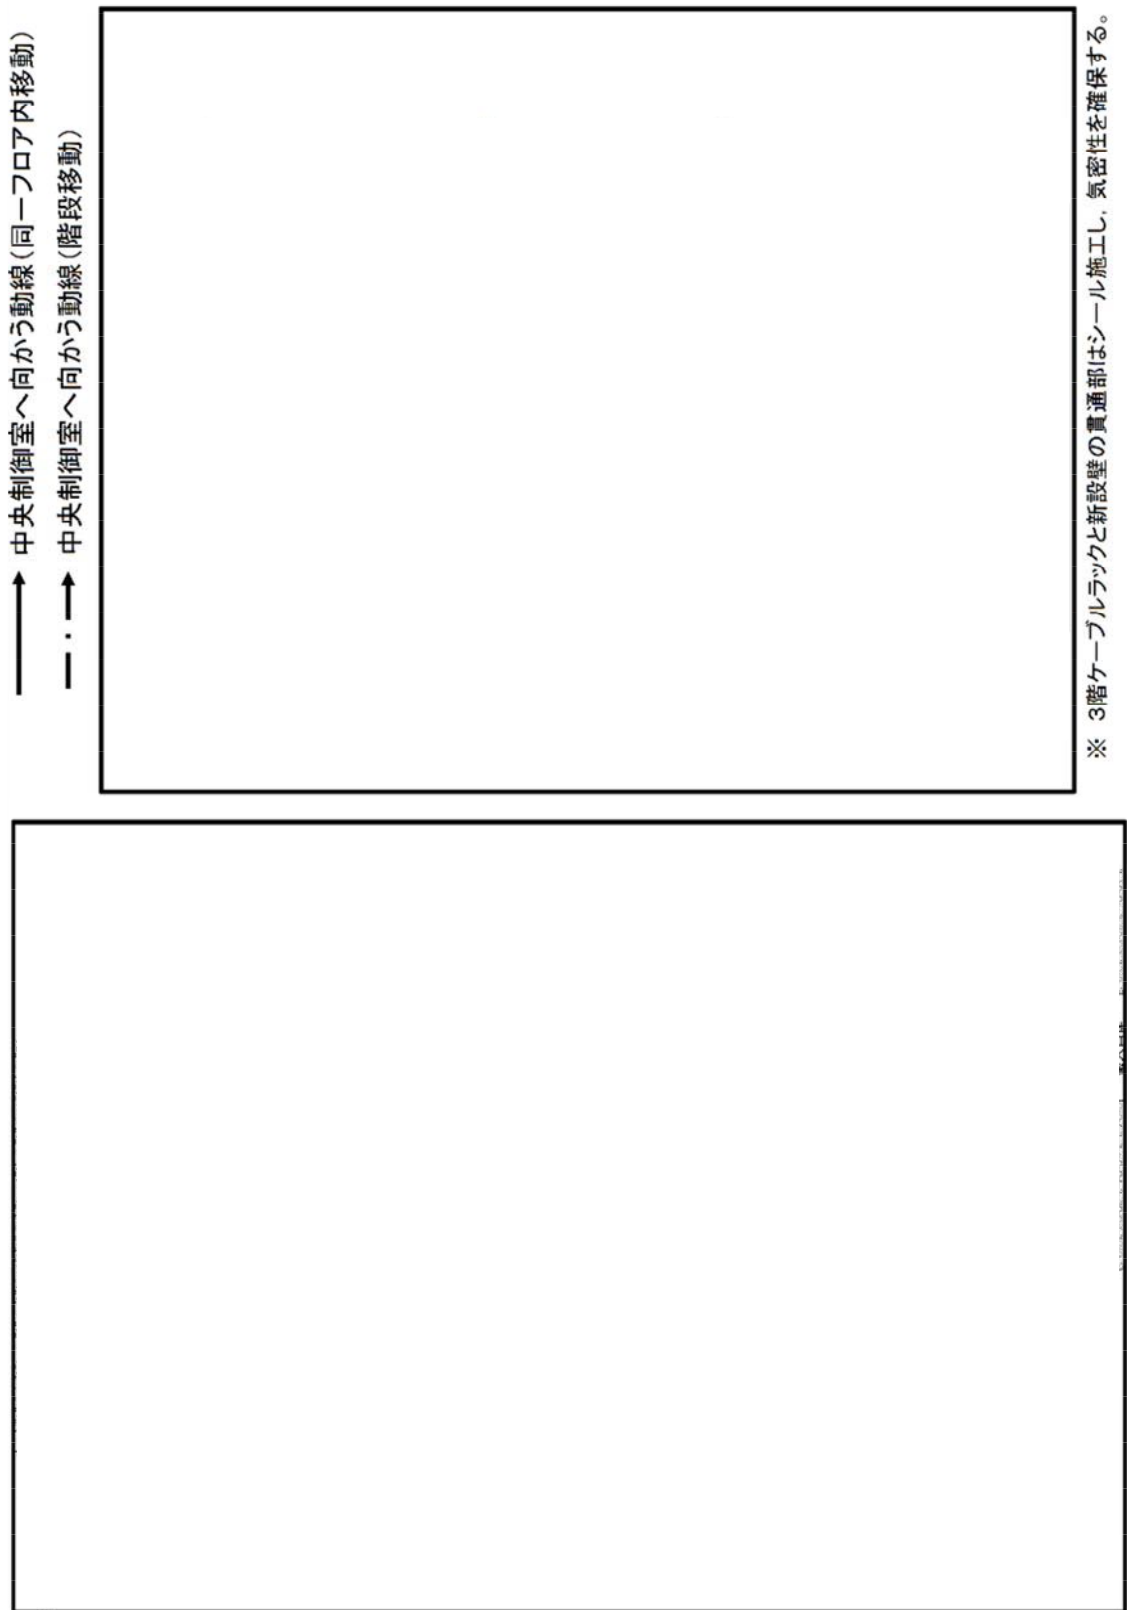 中央制御室へ向かう動線(同一フロア内移動)
中央制御室へ向かう動線(階段移動)
※ 3階ケーブルラックと新設壁の貫通部はシール施工し,気密性を確保する。